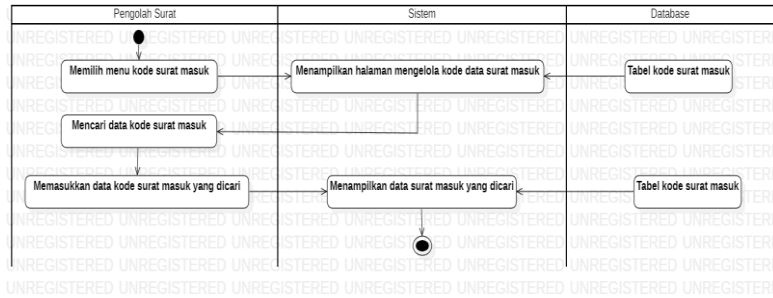 Pengolah Surat
Sistem
Database
Memilih menu kode surat masuk
Menampilkan halaman mengelola kode data surat masuk
Tabel kode surat masuk
Mencari data kode surat masuk
Memasukkan data kode surat masuk yang dicari
Menampilkan data surat masuk yang dicari
Tabel kode surat masuk